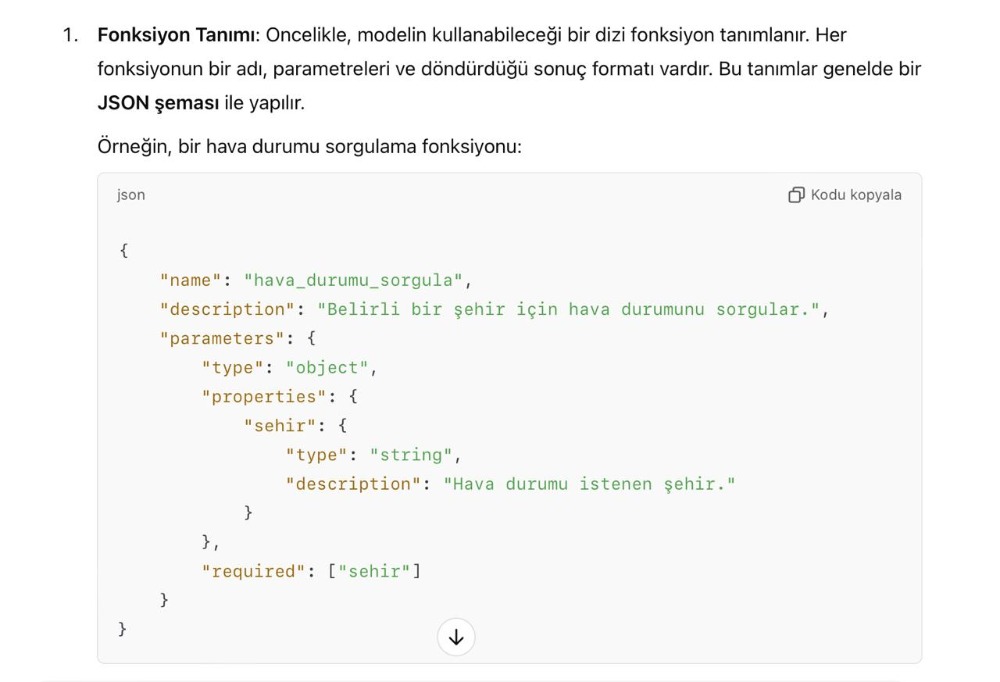 1. Fonksiyon Tanımı: Oncelikle, modelin kullanabileceği bir dizi fonksiyon tanımlanır. Her
fonksiyonun bir adı, parametreleri ve döndürdüğü sonuç formatı vardır. Bu tanımlar genelde bir
JSON şeması ile yapılır.
Örneğin, bir hava durumu sorgulama fonksiyonu:
json Kodu kopyala
{
    "name": "hava_durumu_sorgula",
    "description": "Belirli bir şehir için hava durumunu sorgular.",
    "parameters": {
        "type": "object",
        "properties": {
            "sehir": {
                "type": "string",
                "description": "Hava durumu istenen şehir."
            }
        },
        "required": ["sehir"]
    }
}